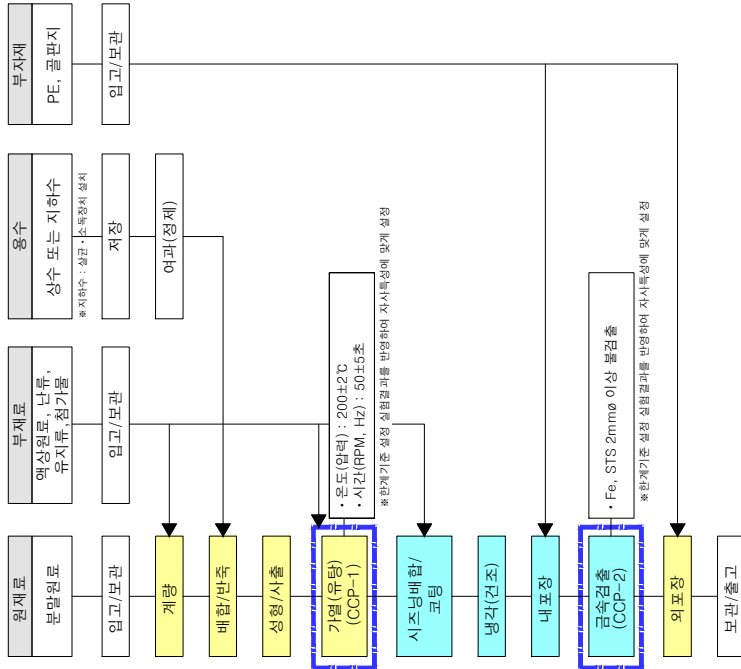 원재료
분말원료
입고/보관
계량
배합/반죽
성형/사출
가열(유탕)
(CCP-1)
시즈닝배합/
코팅
냉각(건조)
내포장
금속검출
(CCP-2)
외포장
보관/출고
부재료
액상원료, 난류,
유지류,첨가물
입고/보관
• 온도(압력) : 200±2℃
• 시간(RPM, Hz) : 50±5초
※한계기준 설정 실험결과를 반영하여 자사특성에 맞게 설정
• Fe, STS 2mmø 이상 불검출
※한계기준 설정 실험결과를 반영하여 자사특성에 맞게 설정
용수
상수 또는 지하수
※지하수 : 살균・소독장치 설치
저장
여과(정제)
부자재
PE, 골판지
입고/보관